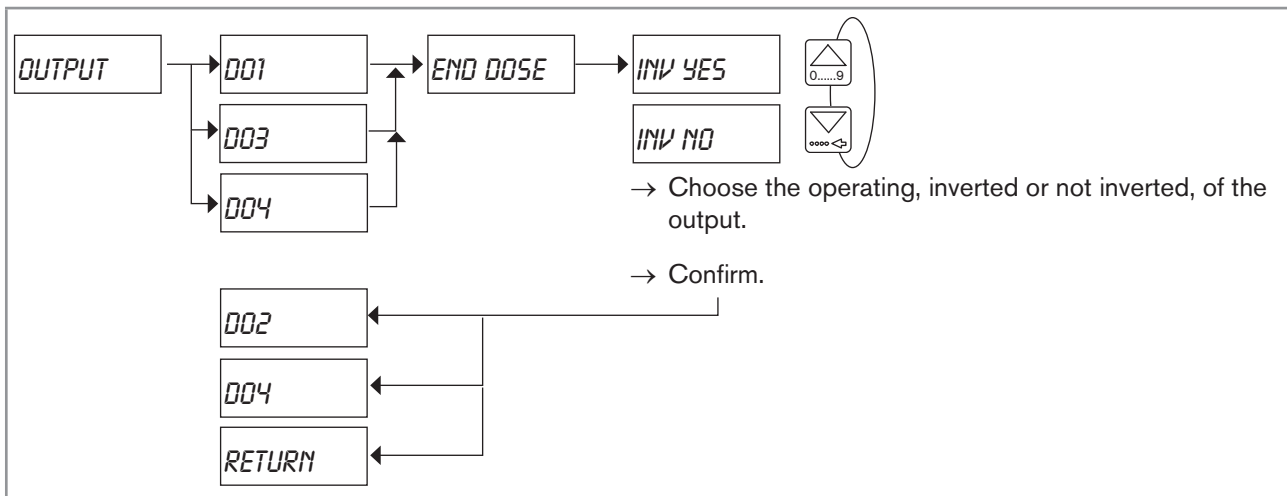 OUTPUT
DO1
END DOSE
INV YES
0......9
DO3
INV NO
DO4
→ Choose the operating, inverted or not inverted, of the
output.
→ Confirm.
DO2
DO4
RETURN